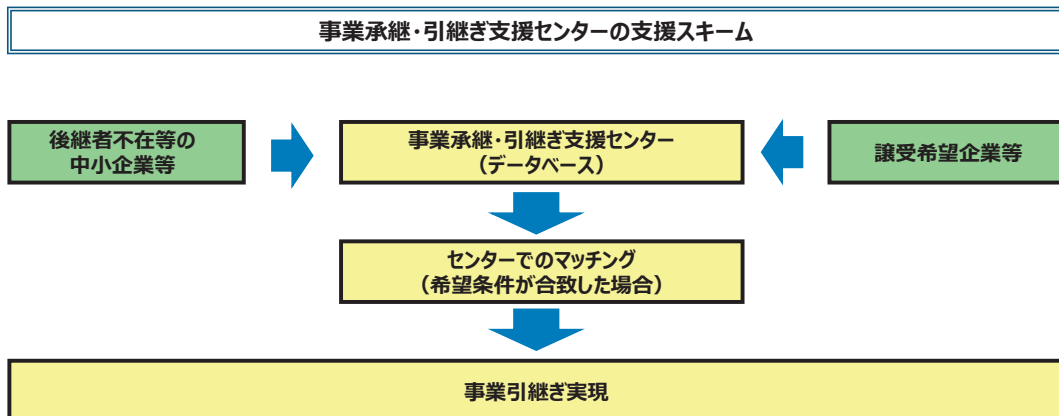 事業承継・引継ぎ支援センターの支援スキーム
後継者不在等の
中小企業等
事業承継・引継ぎ支援センター
（データベース）
譲受希望企業等
センターでのマッチング
（希望条件が合致した場合）
事業引継ぎ実現